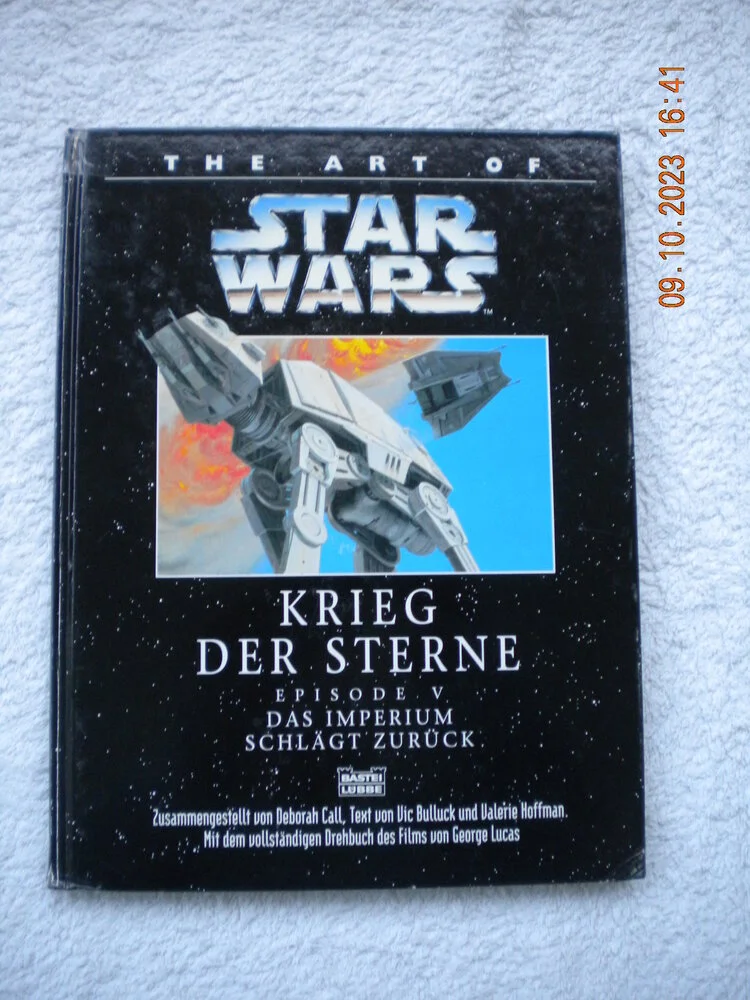 THE ART OF
STAR
WARS
TM
KRIEG
DER STERNE
EPISODE V
DAS IMPERIUM
SCHLÄGT ZURÜCK
BASTEI
LÜBBE
Zusammengestellt von Deborah Call, Text von Vic Bulluck und Valerie Hoffman.
Mit dem vollständigen Drehbuch des Films von George Lucas
09.10.2023 16:41